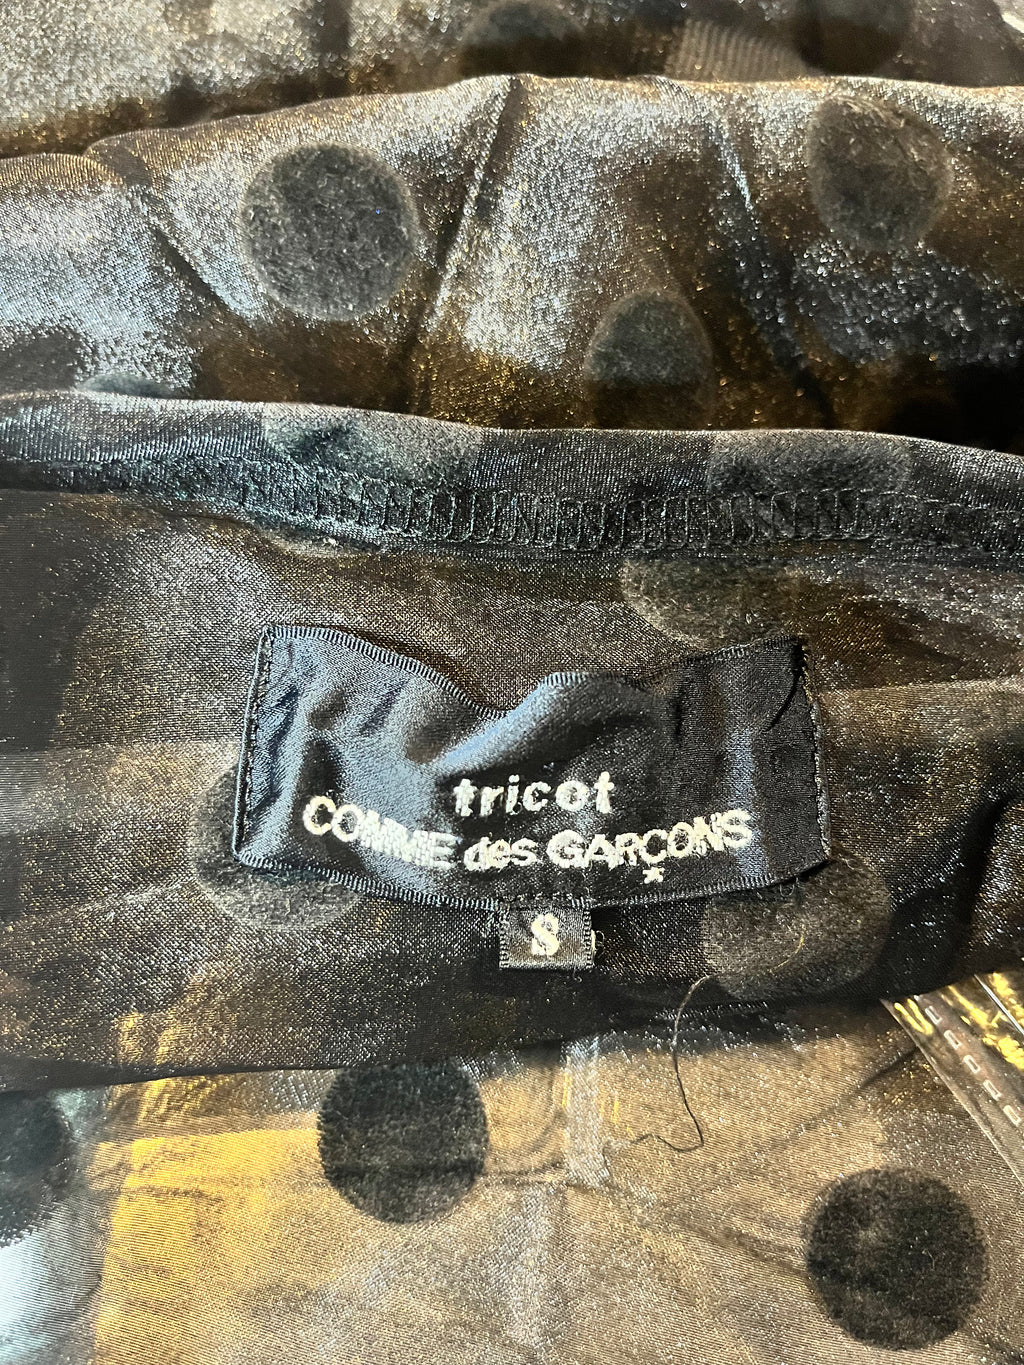 tricot
COMME des GARÇONS
*
S